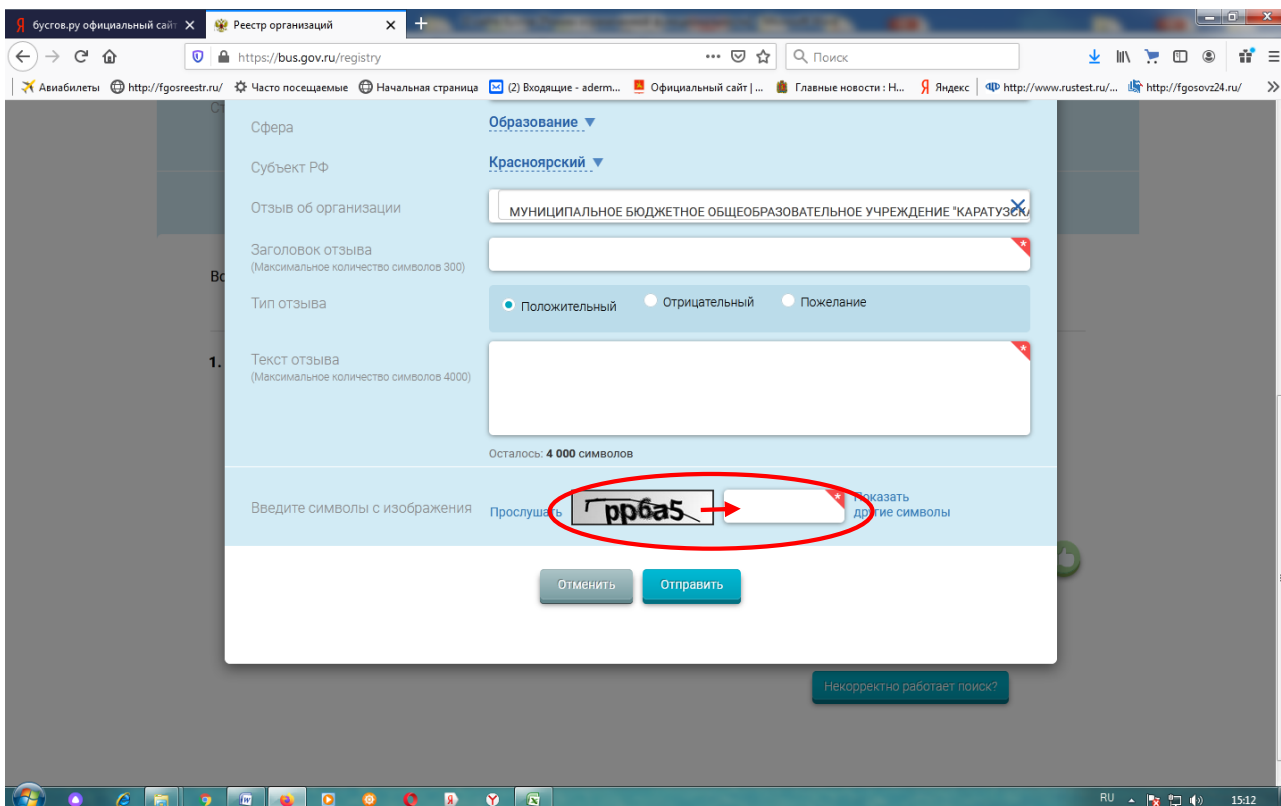 бусгов.ру официальный сайт
Реестр организаций
https://bus.gov.ru/registry
Поиск
Авиабилеты
http://fgosreestr.ru/
Часто посещаемые
Начальная страница
(2) Входящие - aderm...
Официальный сайт | ...
Главные новости : Н...
Яндекс
http://www.rustest.ru/...
http://fgosovz24.ru/
Сфера
Образование
Субъект РФ
Красноярский
Отзыв об организации
МУНИЦИПАЛЬНОЕ БЮДЖЕТНОЕ ОБЩЕОБРАЗОВАТЕЛЬНОЕ УЧРЕЖДЕНИЕ "КАРАТУЗСКА
Заголовок отзыва
(Максимальное количество символов 300)
Во
Тип отзыва
Положительный
Отрицательный
Пожелание
1.
Текст отзыва
(Максимальное количество символов 4000)
Осталось: 4 000 символов
Введите символы с изображения
Прослушать
pp6a5
Показать
другие символы
Отменить
Отправить
Некорректно работает поиск?
RU
15:12